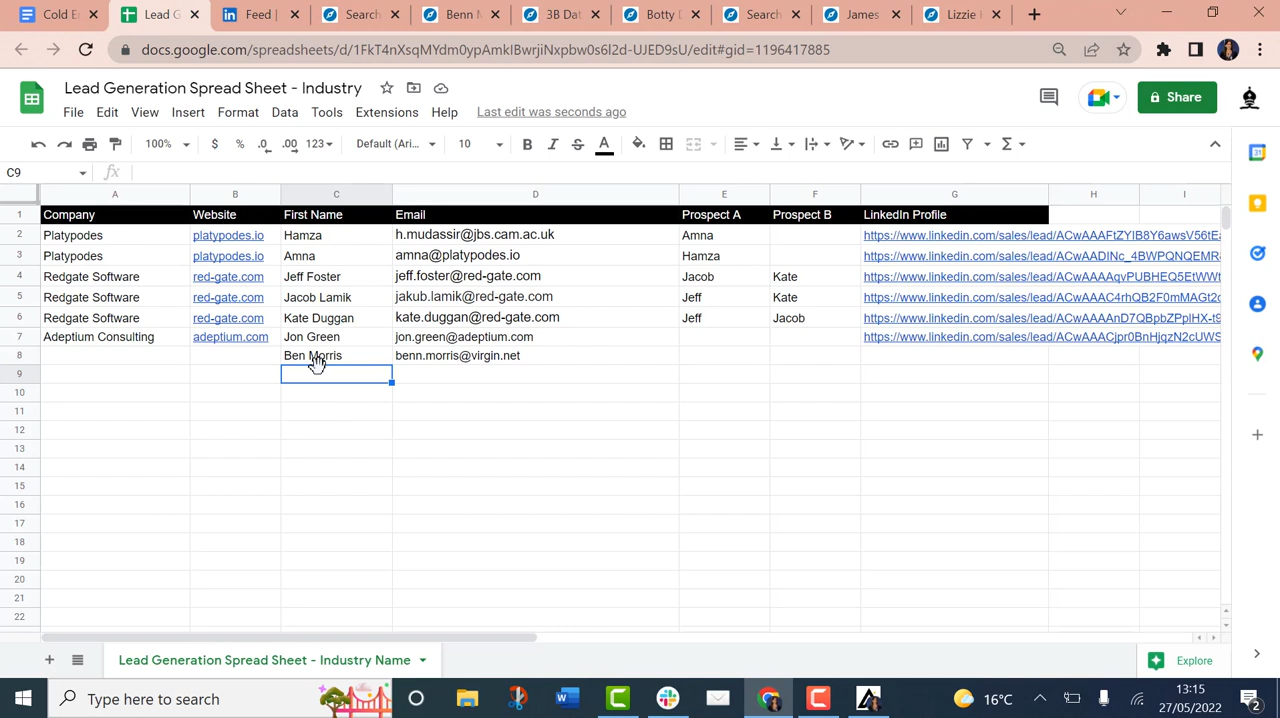 Cold E
Lead G
Feed |
Search
Benn M
3B Dat
Botty D
Search
James
Lizzie K
docs.google.com/spreadsheets/d/1FkT4nXsqMYdm0ypAmkIBwrjiNxpbw0s6l2d-UJED9sU/edit#gid=1196417885
Lead Generation Spread Sheet - Industry
File Edit View Insert Format Data Tools Extensions Help Last edit was seconds ago
Share
100% $ % .0 .00 123 Default (Ari... 10 B I S A
C9 fx
A B C D E F G H I
1 Company Website First Name Email Prospect A Prospect B LinkedIn Profile
2 Platypodes platypodes.io Hamza h.mudassir@jbs.cam.ac.uk Amna
3 Platypodes platypodes.io Amna amna@platypodes.io Hamza
4 Redgate Software red-gate.com Jeff Foster jeff.foster@red-gate.com Jacob Kate
5 Redgate Software red-gate.com Jacob Lamik jakub.lamik@red-gate.com Jeff Kate
6 Redgate Software red-gate.com Kate Duggan kate.duggan@red-gate.com Jeff Jacob
7 Adeptium Consulting adeptium.com Jon Green jon.green@adeptium.com
8 Ben Morris benn.morris@virgin.net
9
10
11
12
13
14
15
16
17
18
19
20
21
22
Lead Generation Spread Sheet - Industry Name
Explore
Type here to search
16°C
13:15
27/05/2022
2